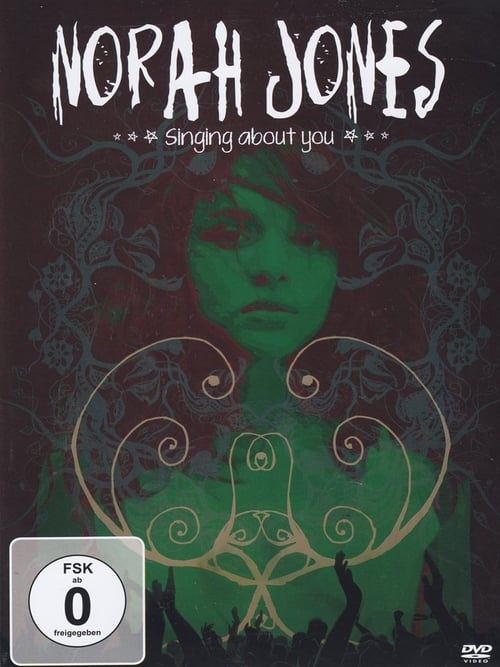 NORAH JONES
Singing about you
FSK
ab
0
freigegeben
DVD
VIDEO